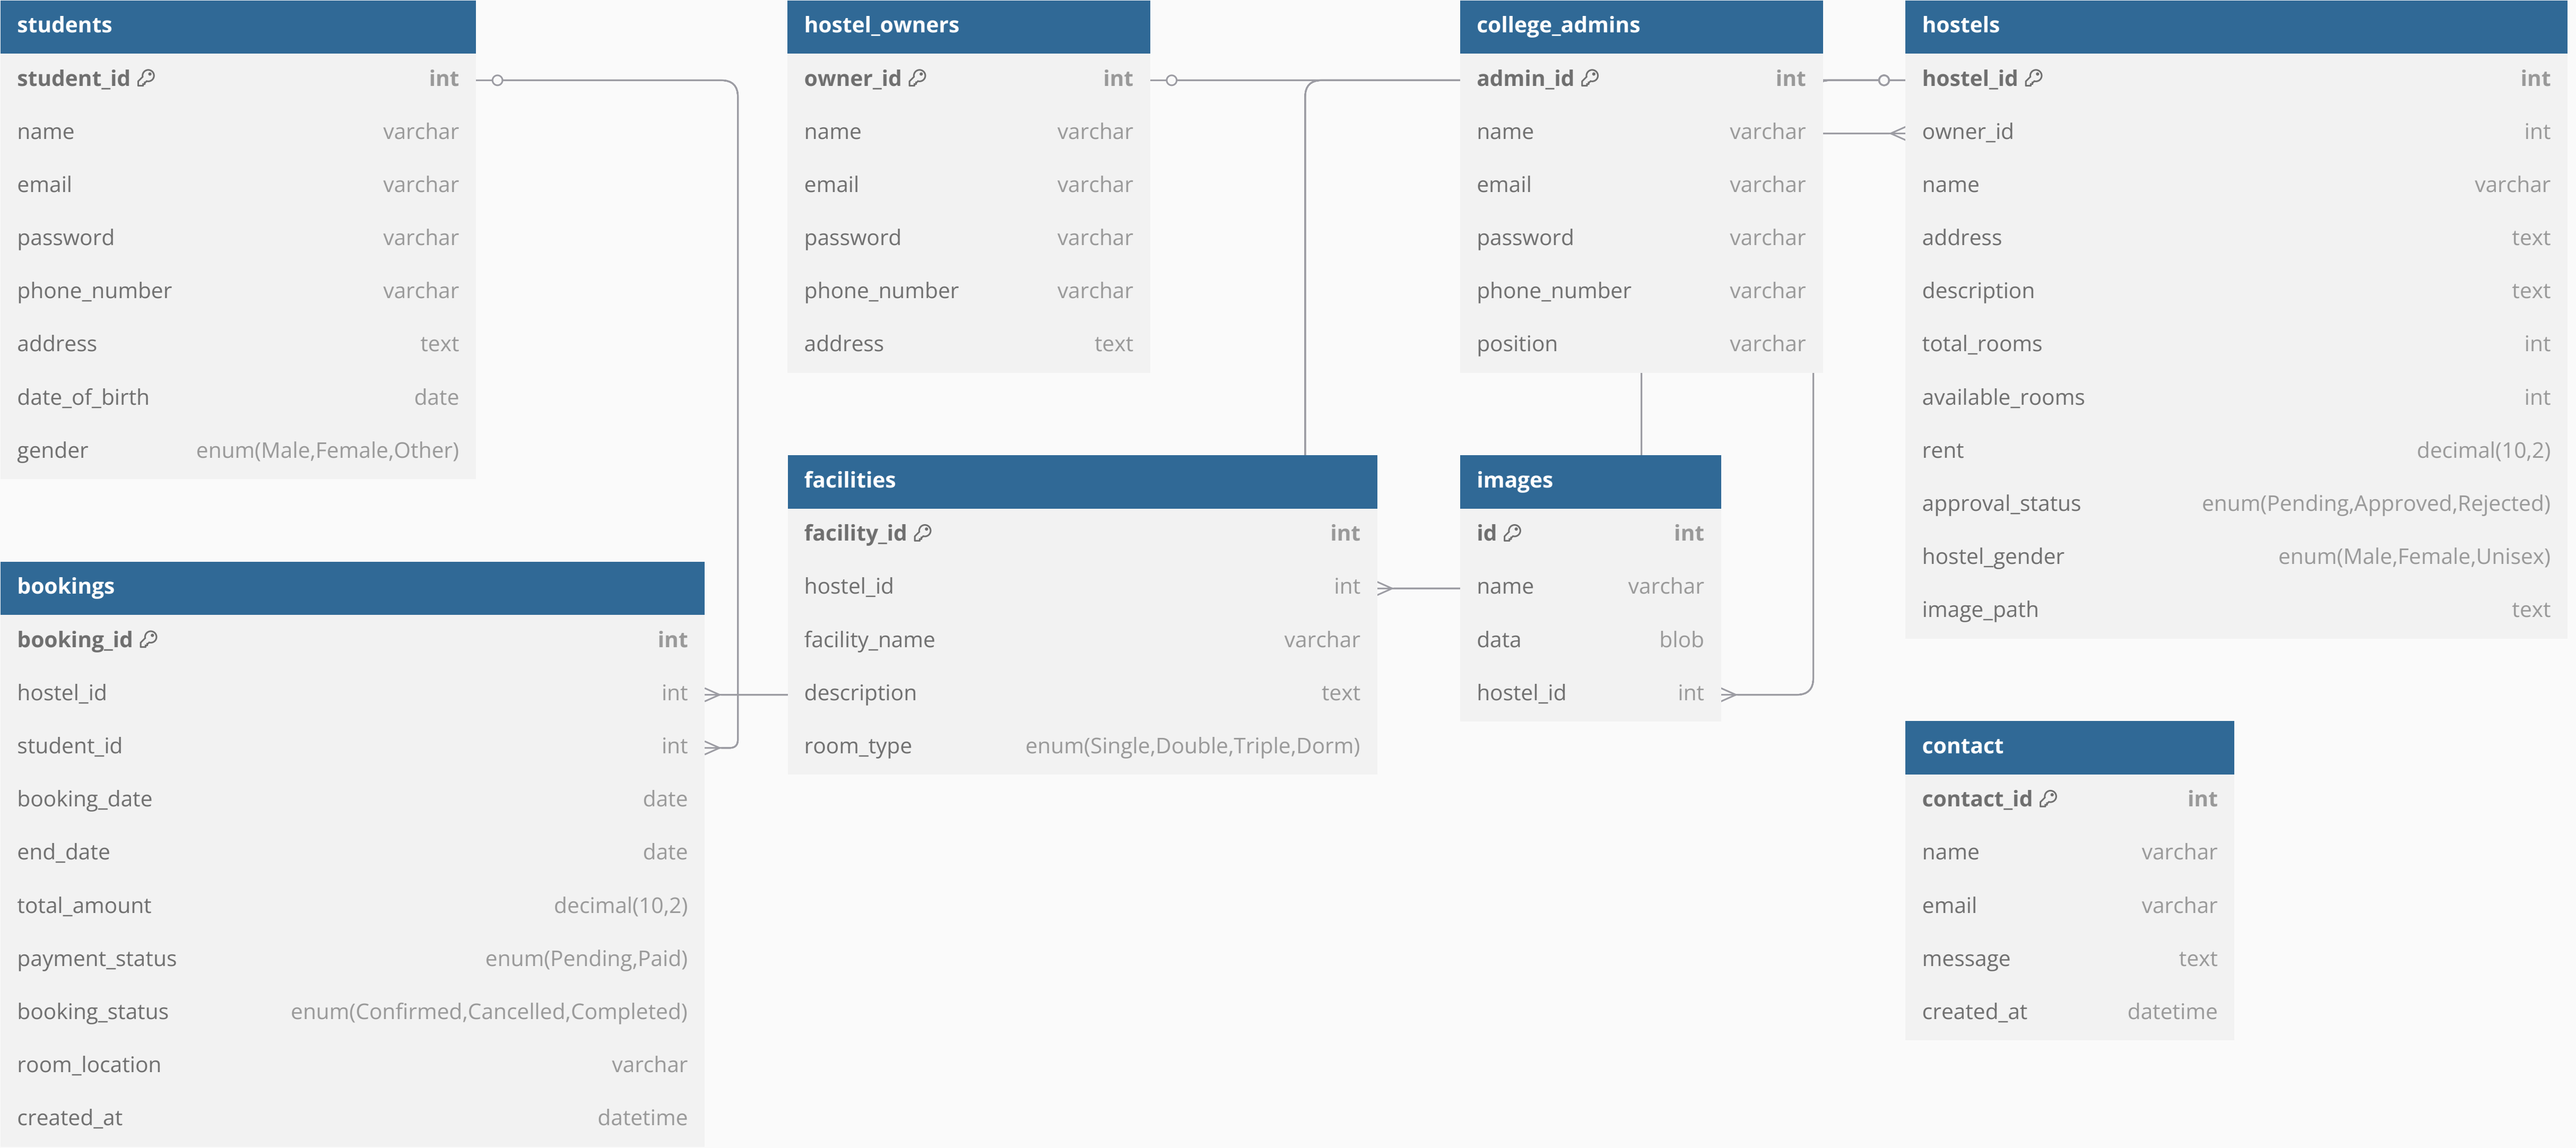 students
student_id int
name varchar
email varchar
password varchar
phone_number varchar
address text
date_of_birth date
gender enum(Male,Female,Other)
hostel_owners
owner_id int
name varchar
email varchar
password varchar
phone_number varchar
address text
college_admins
admin_id int
name varchar
email varchar
password varchar
phone_number varchar
position varchar
hostels
hostel_id int
owner_id int
name varchar
address text
description text
total_rooms int
available_rooms int
rent decimal(10,2)
approval_status enum(Pending,Approved,Rejected)
hostel_gender enum(Male,Female,Unisex)
image_path text
bookings
booking_id int
hostel_id int
student_id int
booking_date date
end_date date
total_amount decimal(10,2)
payment_status enum(Pending,Paid)
booking_status enum(Confirmed,Cancelled,Completed)
room_location varchar
created_at datetime
facilities
facility_id int
hostel_id int
facility_name varchar
description text
room_type enum(Single,Double,Triple,Dorm)
images
id int
name varchar
data blob
hostel_id int
contact
contact_id int
name varchar
email varchar
message text
created_at datetime